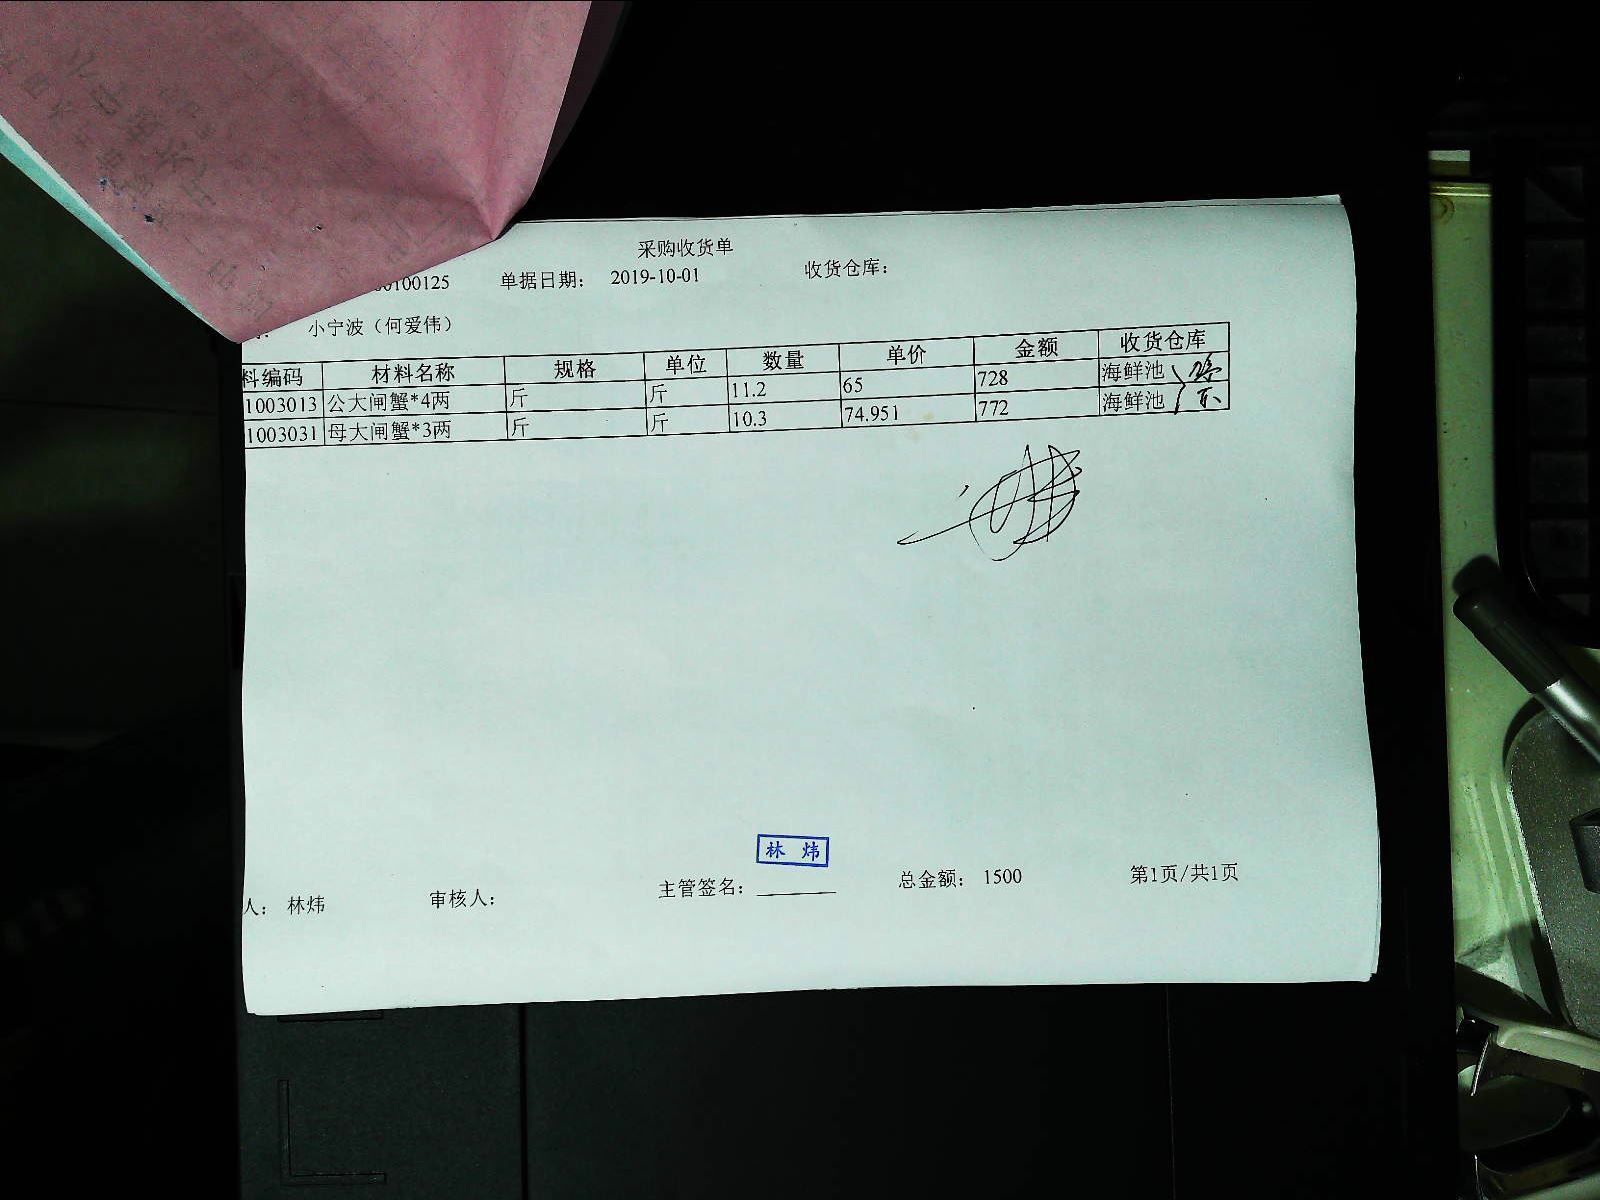 采购收货单
00100125 单据日期： 2019-10-01 收货仓库：
小宁波（何爱伟）
料编码 材料名称 规格 单位 数量 单价 金额 收货仓库
1003013 公大闸蟹*4两 斤 斤 11.2 65 728 海鲜池
1003031 母大闸蟹*3两 斤 斤 10.3 74.951 772 海鲜池
林 炜
人： 林炜 审核人： 主管签名： 总金额： 1500 第1页/共1页